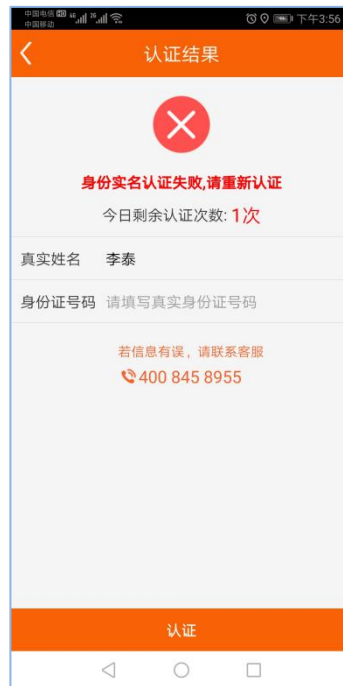 中国电信 HD 4G 2G
中国移动
下午3:56
认证结果
身份实名认证失败,请重新认证
今日剩余认证次数: 1次
真实姓名 李泰
身份证号码 请填写真实身份证号码
若信息有误，请联系客服
400 845 8955
认证